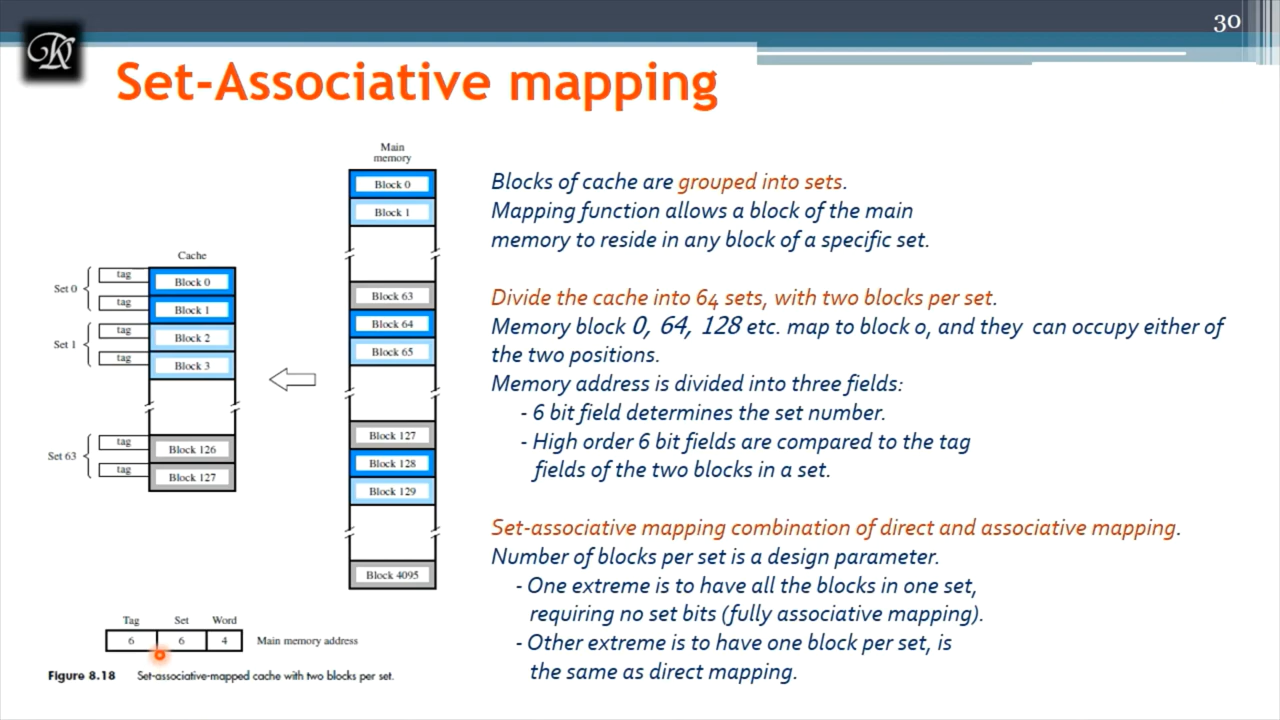 30
Set-Associative mapping
Main
memory
Block 0
Block 1
Block 63
Block 64
Block 65
Block 127
Block 128
Block 129
Block 4095
Cache
Set 0
tag
Block 0
tag
Block 1
Set 1
tag
Block 2
tag
Block 3
Set 63
tag
Block 126
tag
Block 127
Tag Set Word
6 6 4 Main memory address
Figure 8.18 Set-associative-mapped cache with two blocks per set.
Blocks of cache are grouped into sets.
Mapping function allows a block of the main
memory to reside in any block of a specific set.
Divide the cache into 64 sets, with two blocks per set.
Memory block 0, 64, 128 etc. map to block 0, and they can occupy either of
the two positions.
Memory address is divided into three fields:
- 6 bit field determines the set number.
- High order 6 bit fields are compared to the tag
fields of the two blocks in a set.
Set-associative mapping combination of direct and associative mapping.
Number of blocks per set is a design parameter.
- One extreme is to have all the blocks in one set,
requiring no set bits (fully associative mapping).
- Other extreme is to have one block per set, is
the same as direct mapping.